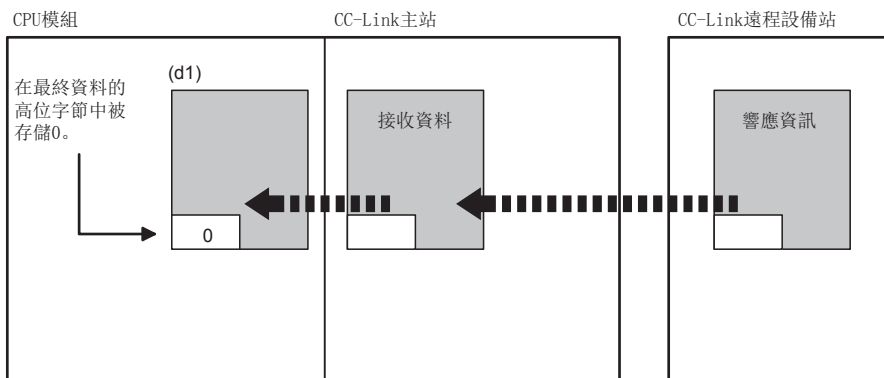 CPU模組
CC-Link主站
CC-Link遠程設備站
(d1)
在最終資料的
高位字節中被
存儲0。
接收資料
響應資訊
0